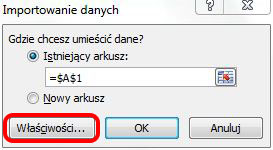 Importowanie danych
?
Gdzie chcesz umieścić dane?
Istniejący arkusz:
=$A$1
Nowy arkusz
Właściwości...
OK
Anuluj